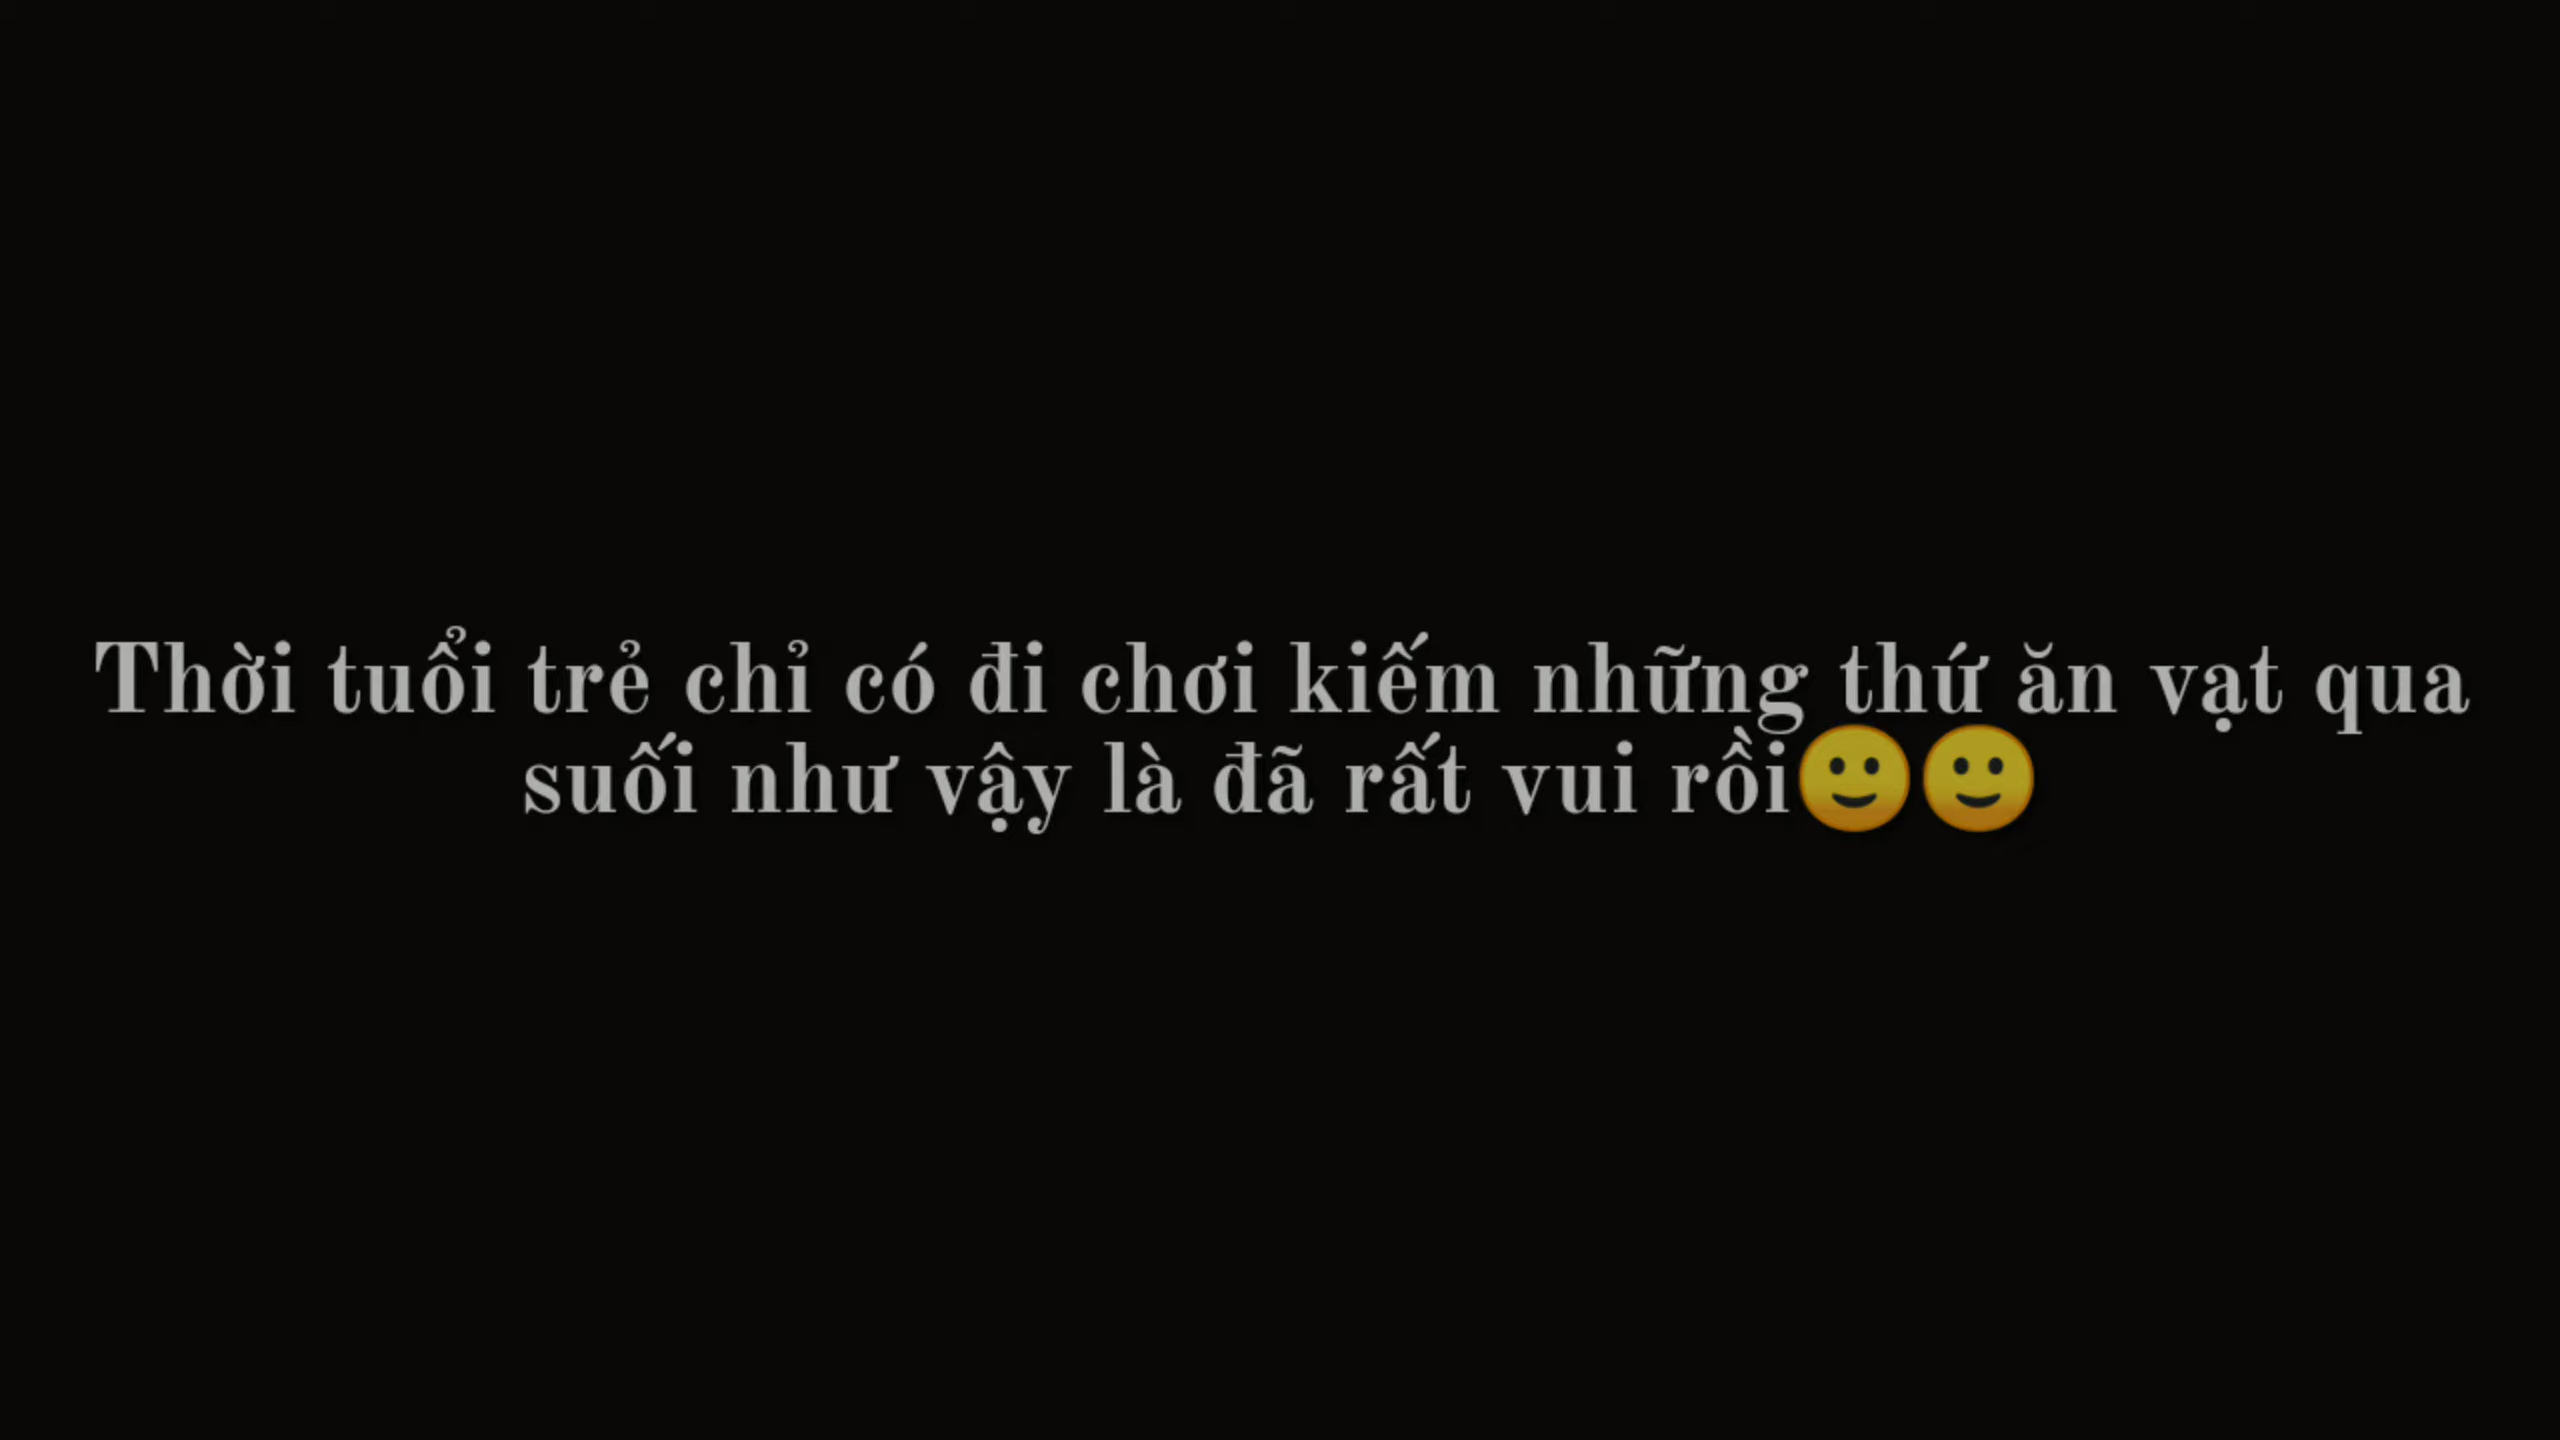 Thời tuổi trẻ chỉ có đi chơi kiếm những thứ ăn vạt qua
suối như vậy là đã rất vui rồi🙂🙂